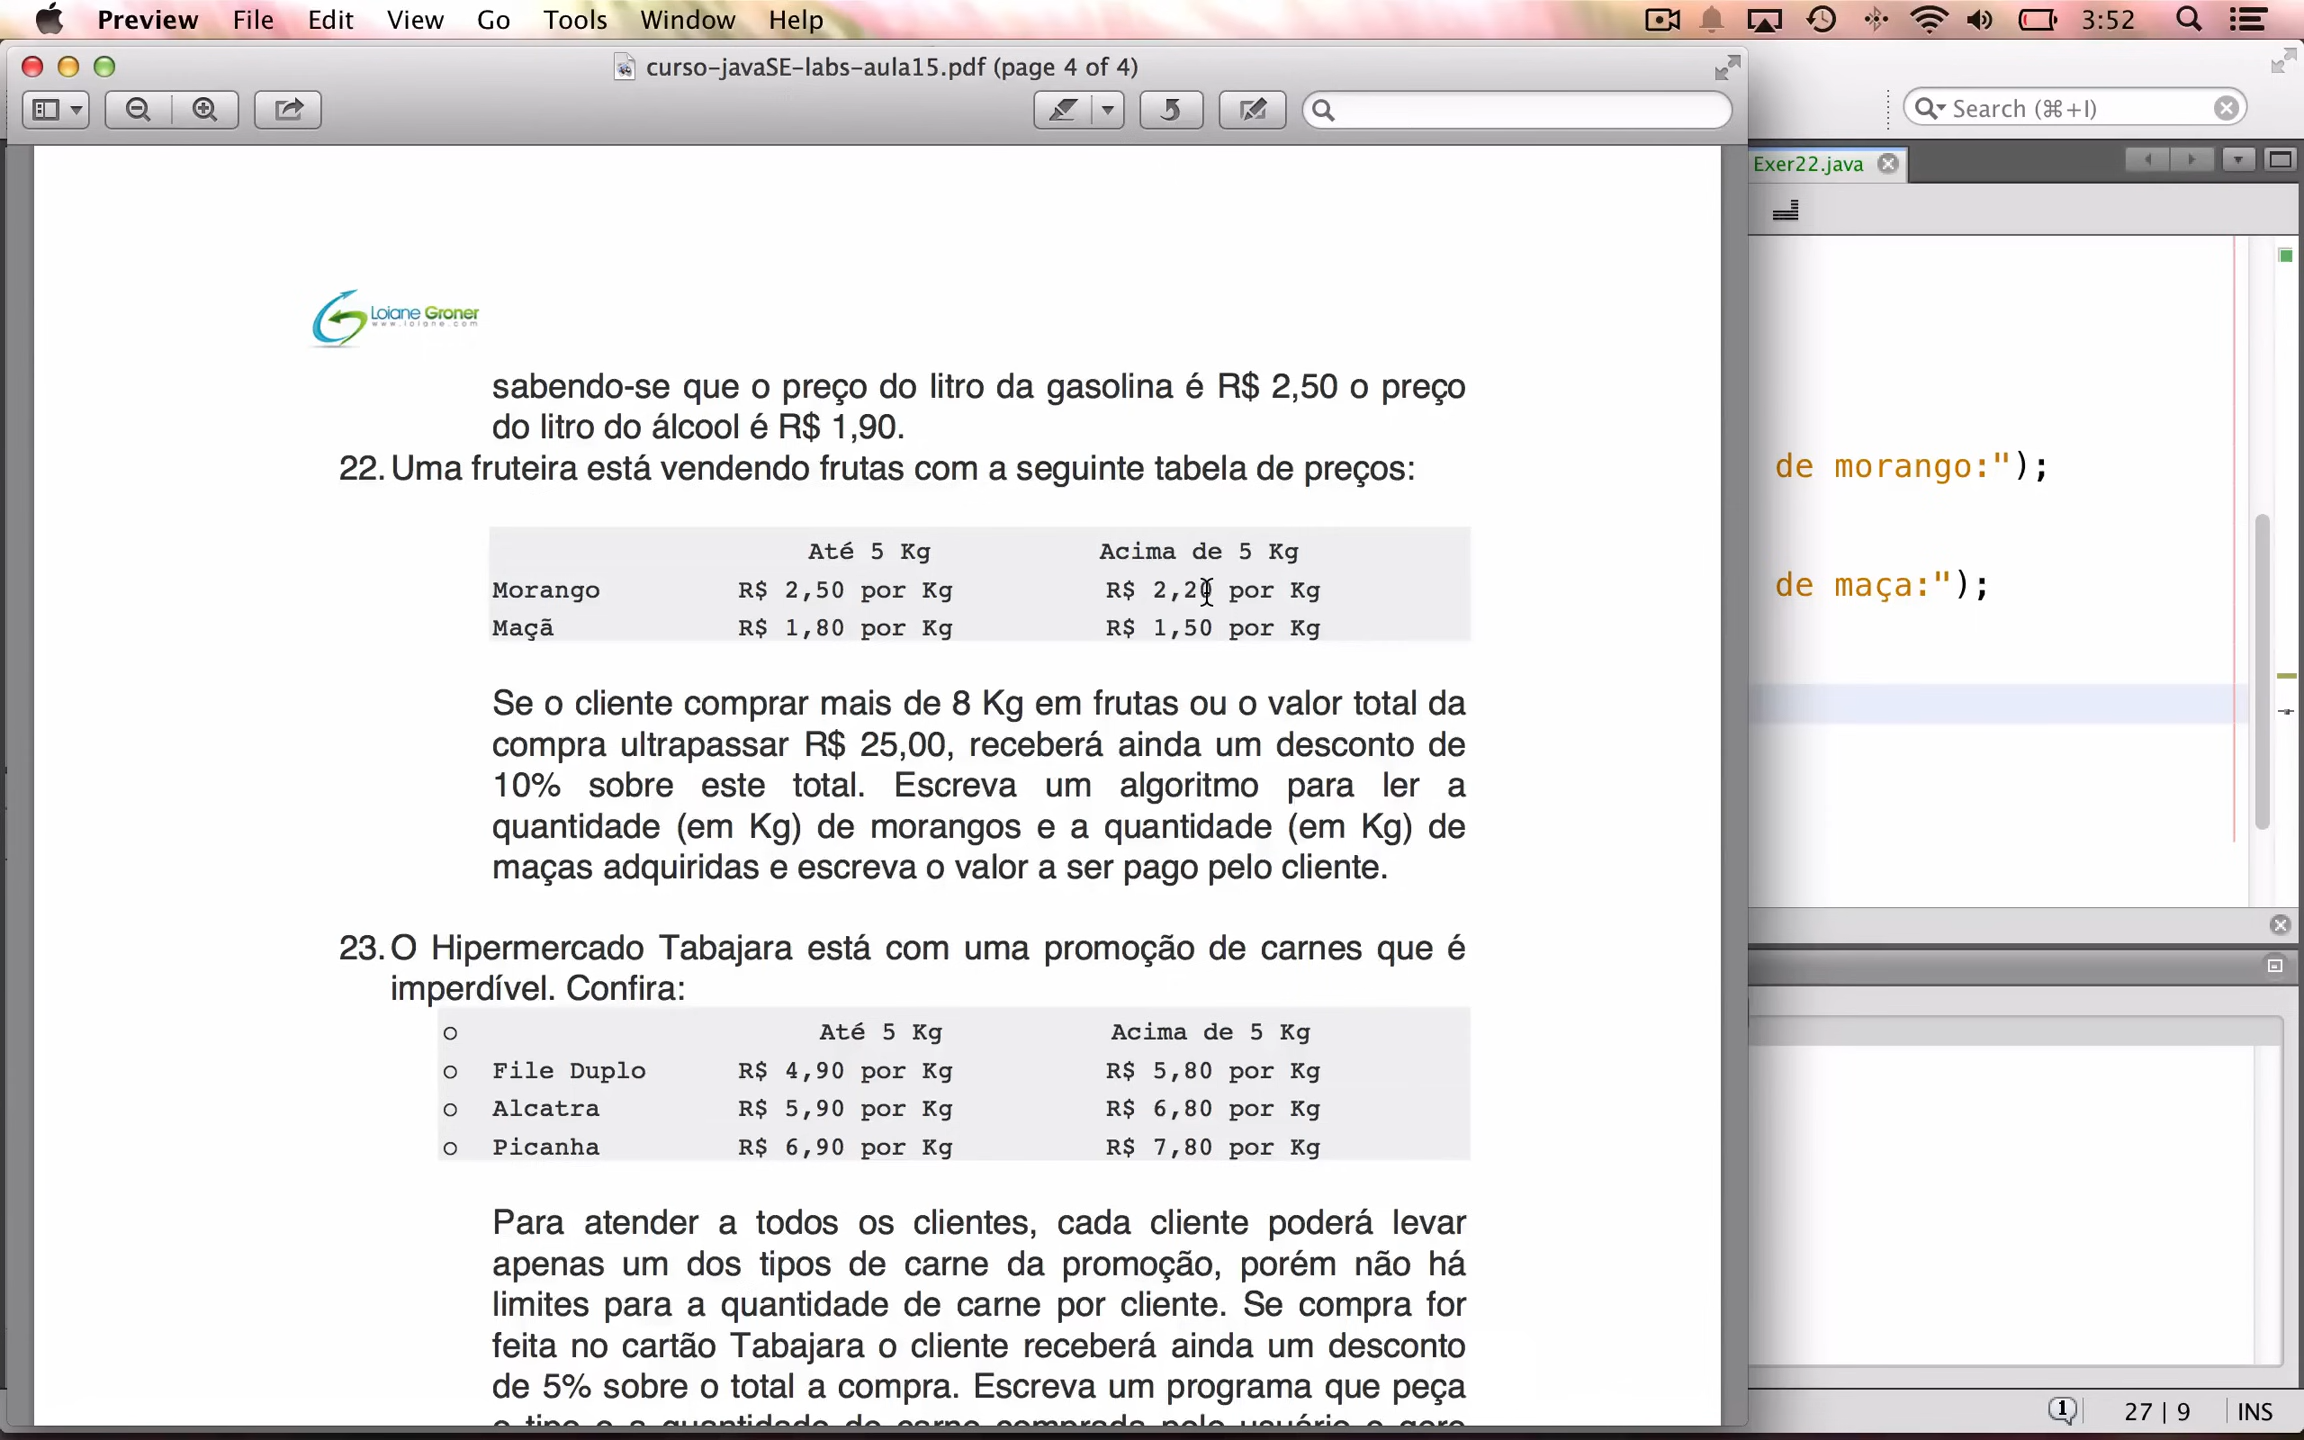 Preview File Edit View Go Tools Window Help 3:52
curso-javaSE-labs-aula15.pdf (page 4 of 4)
Search (⌘+I)
Exer22.java
Loiane Groner
www.loiane.com
sabendo-se que o preço do litro da gasolina é R$ 2,50 o preço
do litro do álcool é R$ 1,90.
22. Uma fruteira está vendendo frutas com a seguinte tabela de preços:
Até 5 Kg Acima de 5 Kg
Morango R$ 2,50 por Kg R$ 2,20 por Kg
Maçã R$ 1,80 por Kg R$ 1,50 por Kg
Se o cliente comprar mais de 8 Kg em frutas ou o valor total da
compra ultrapassar R$ 25,00, receberá ainda um desconto de
10% sobre este total. Escreva um algoritmo para ler a
quantidade (em Kg) de morangos e a quantidade (em Kg) de
maças adquiridas e escreva o valor a ser pago pelo cliente.
23. O Hipermercado Tabajara está com uma promoção de carnes que é
imperdível. Confira:
Até 5 Kg Acima de 5 Kg
File Duplo R$ 4,90 por Kg R$ 5,80 por Kg
Alcatra R$ 5,90 por Kg R$ 6,80 por Kg
Picanha R$ 6,90 por Kg R$ 7,80 por Kg
Para atender a todos os clientes, cada cliente poderá levar
apenas um dos tipos de carne da promoção, porém não há
limites para a quantidade de carne por cliente. Se compra for
feita no cartão Tabajara o cliente receberá ainda um desconto
de 5% sobre o total a compra. Escreva um programa que peça
o tipo e a quantidade de carne comprada pelo usuário e gere
de morango:");
de maça:");
1 27 | 9 INS